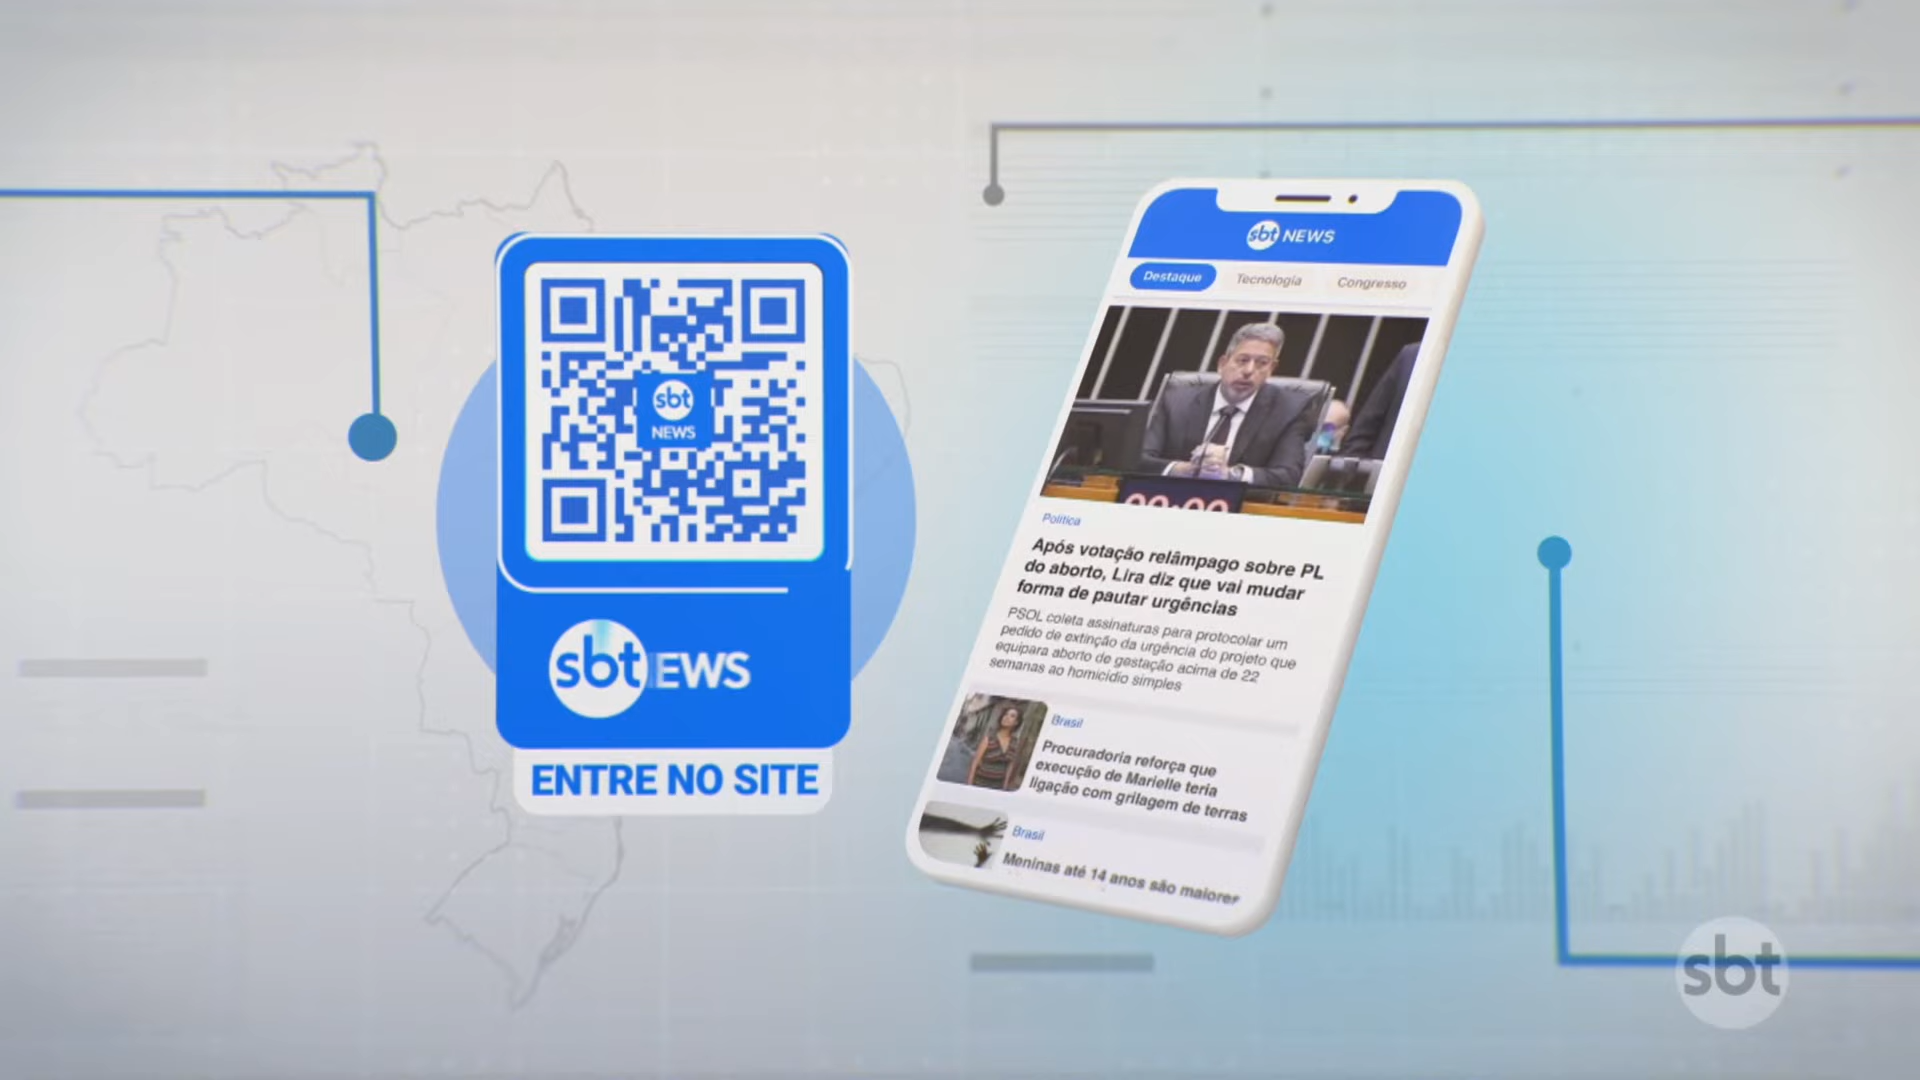 sbt
NEWS
sbt EWS
ENTRE NO SITE
sbt NEWS
Destaque Tecnologia Congresso
00:00
Política
Após votação relâmpago sobre PL
do aborto, Lira diz que vai mudar
forma de pautar urgências
PSOL coleta assinaturas para protocolar um
pedido de extinção da urgência do projeto que
equipara aborto de gestação acima de 22
semanas ao homicídio simples
Brasil
Procuradoria reforça que
execução de Marielle teria
ligação com grilagem de terras
Brasil
Meninas até 14 anos são maiores
sbt